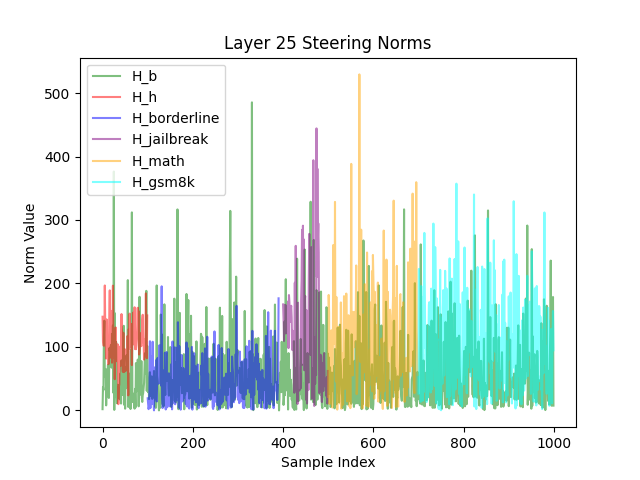 Layer 25 Steering Norms
H_b
H_h
H_borderline
H_jailbreak
H_math
H_gsm8k
Norm Value
500
400
300
200
100
0
0 200 400 600 800 1000
Sample Index